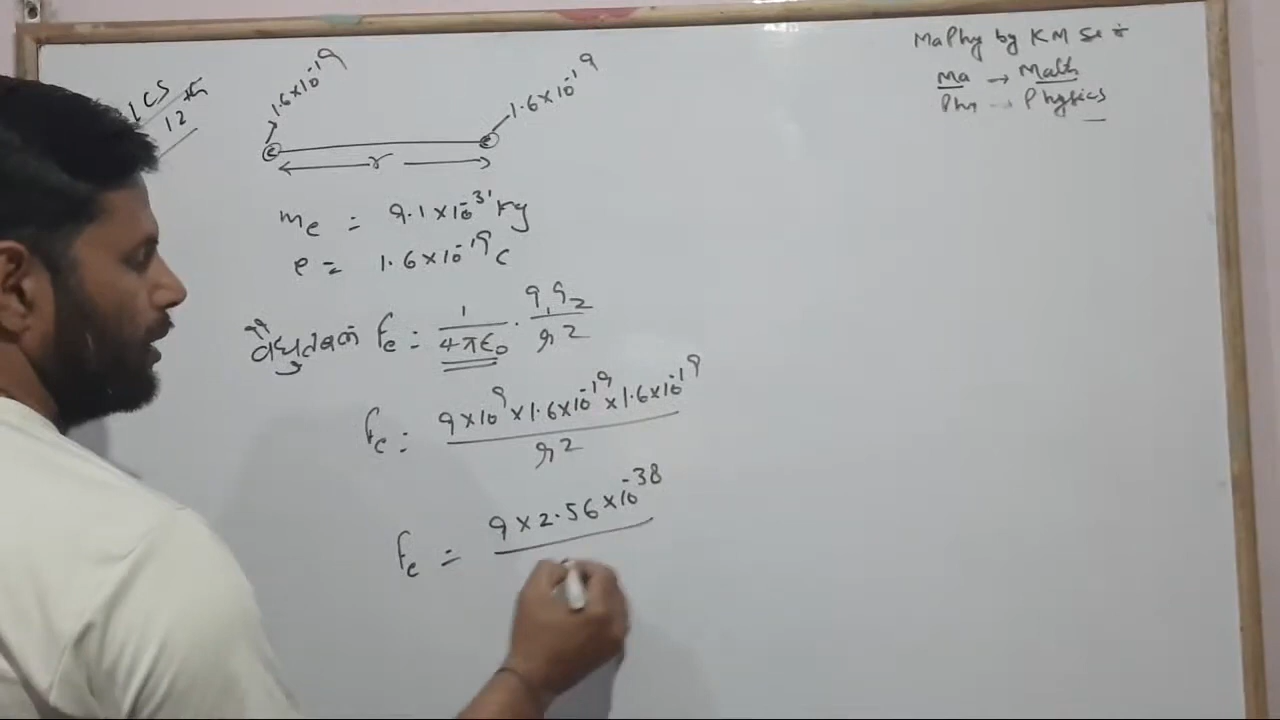 MaPhy by KM Sir
Ma → Math
Phy → Physics
12th
1.6×10⁻¹⁹
1.6×10⁻¹⁹
e
e
r
mₑ = 9.1×10⁻³¹ kg
e = 1.6×10⁻¹⁹ C
Fₑ = 1/4πε₀ · q₁q₂/r²
Fₑ = 9×10⁹×1.6×10⁻¹⁹×1.6×10⁻¹⁹/r²
Fₑ = 9×2.56×10⁻³⁸